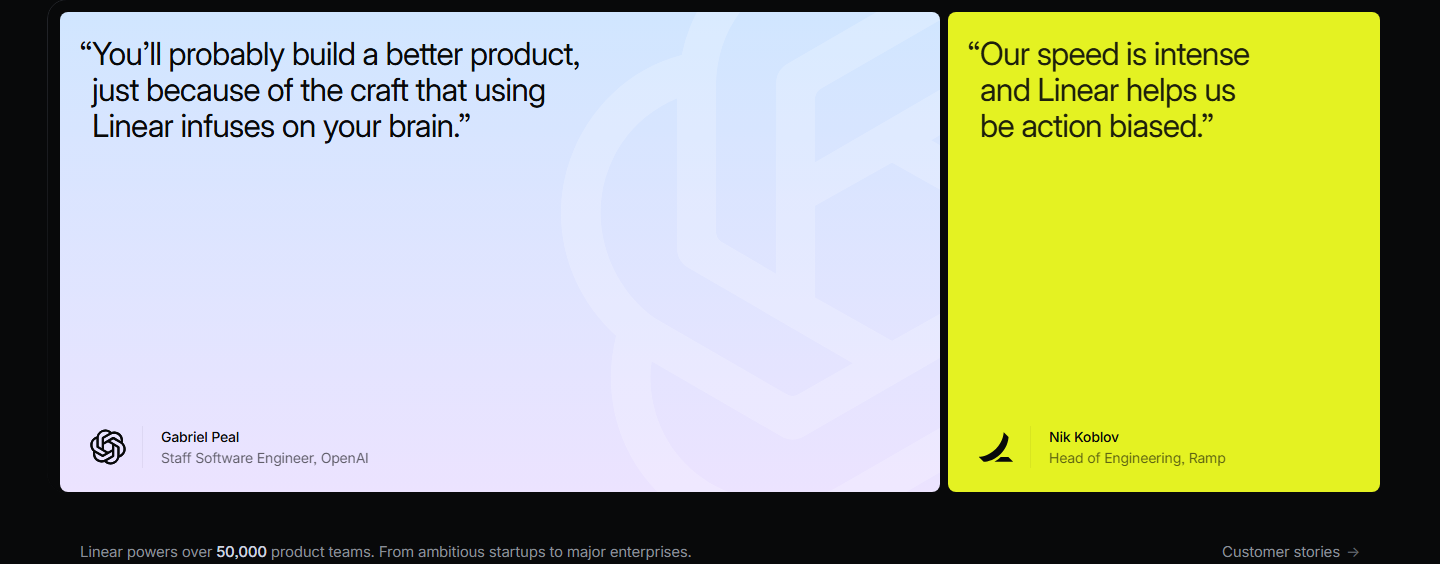 “You’ll probably build a better product,
just because of the craft that using
Linear infuses on your brain.”
Gabriel Peal
Staff Software Engineer, OpenAI
“Our speed is intense
and Linear helps us
be action biased.”
Nik Koblov
Head of Engineering, Ramp
Linear powers over 50,000 product teams. From ambitious startups to major enterprises.
Customer stories →